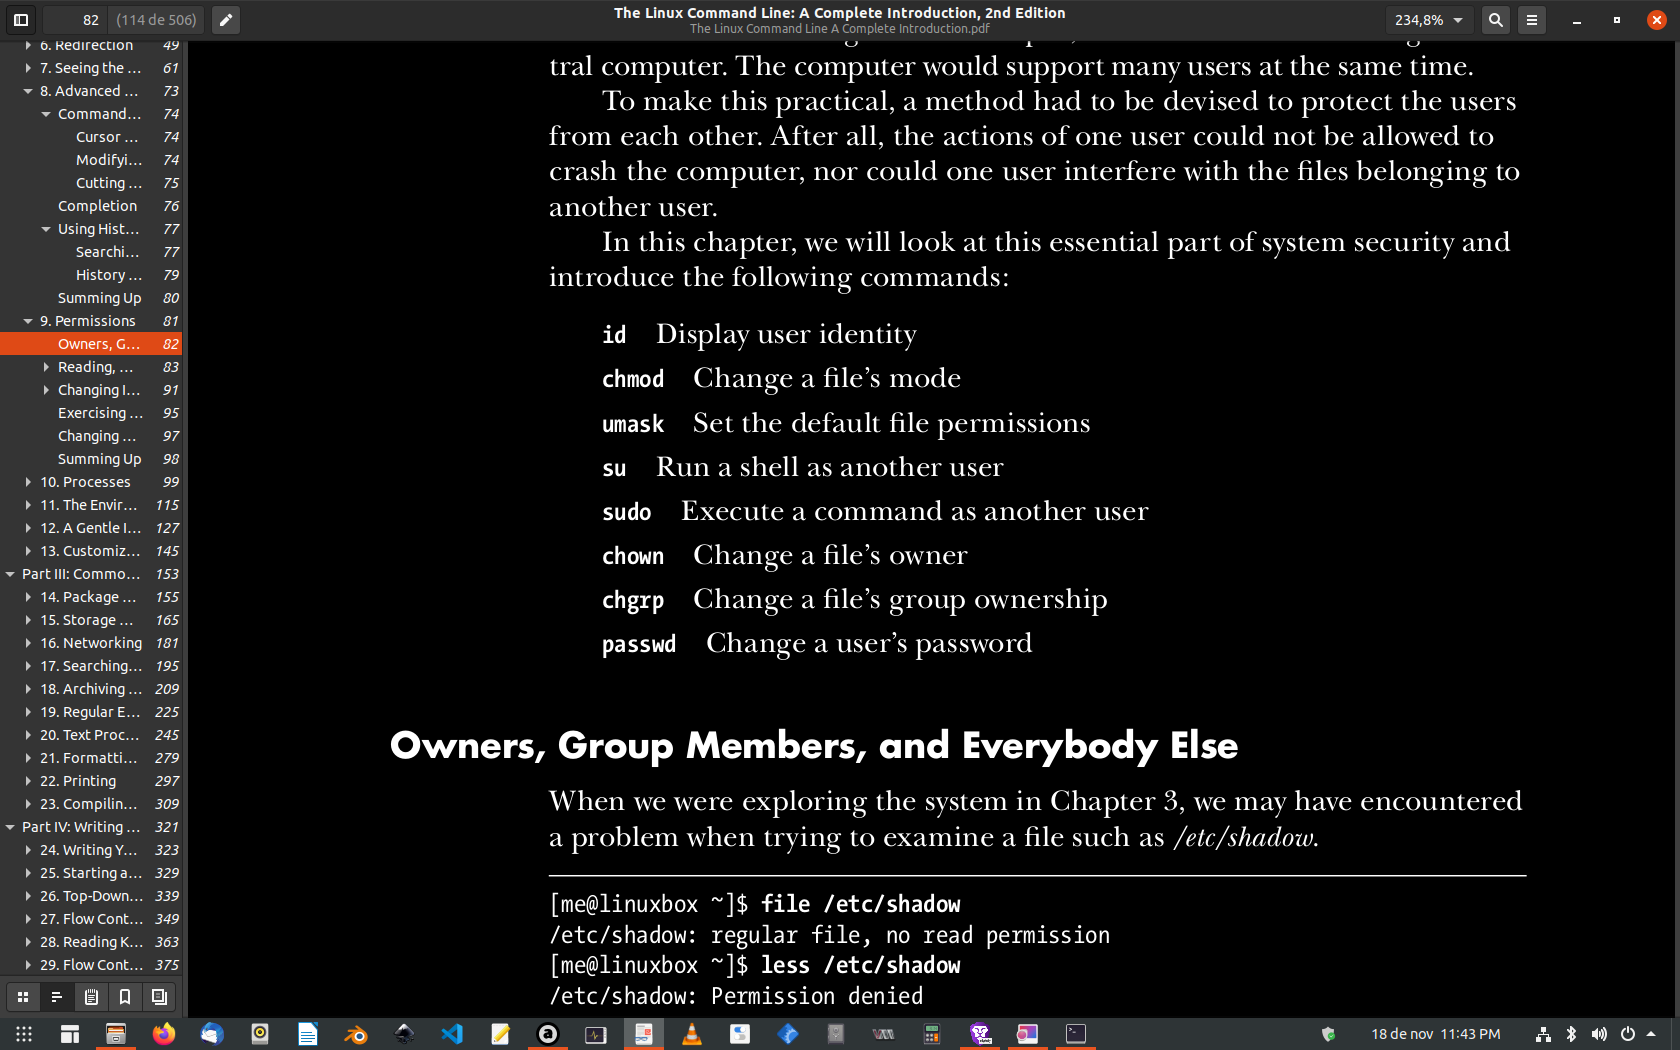 82
(114 de 506)
The Linux Command Line: A Complete Introduction, 2nd Edition
The Linux Command Line A Complete Introduction.pdf
234,8%
6. Redirection 49
7. Seeing the ... 61
8. Advanced ... 73
Command... 74
Cursor ... 74
Modifyi... 74
Cutting ... 75
Completion 76
Using Hist... 77
Searchi... 77
History ... 79
Summing Up 80
9. Permissions 81
Owners, G... 82
Reading, ... 83
Changing I... 91
Exercising ... 95
Changing ... 97
Summing Up 98
10. Processes 99
11. The Envir... 115
12. A Gentle I... 127
13. Customiz... 145
Part III: Commo... 153
14. Package ... 155
15. Storage ... 165
16. Networking 181
17. Searching... 195
18. Archiving ... 209
19. Regular E... 225
20. Text Proc... 245
21. Formatti... 279
22. Printing 297
23. Compilin... 309
Part IV: Writing ... 321
24. Writing Y... 323
25. Starting a... 329
26. Top-Down... 339
27. Flow Cont... 349
28. Reading K... 363
29. Flow Cont... 375
tral computer. The computer would support many users at the same time.
To make this practical, a method had to be devised to protect the users
from each other. After all, the actions of one user could not be allowed to
crash the computer, nor could one user interfere with the files belonging to
another user.
In this chapter, we will look at this essential part of system security and
introduce the following commands:
id Display user identity
chmod Change a file’s mode
umask Set the default file permissions
su Run a shell as another user
sudo Execute a command as another user
chown Change a file’s owner
chgrp Change a file’s group ownership
passwd Change a user’s password
Owners, Group Members, and Everybody Else
When we were exploring the system in Chapter 3, we may have encountered
a problem when trying to examine a file such as /etc/shadow.
[me@linuxbox ~]$ file /etc/shadow
/etc/shadow: regular file, no read permission
[me@linuxbox ~]$ less /etc/shadow
/etc/shadow: Permission denied
18 de nov 11:43 PM